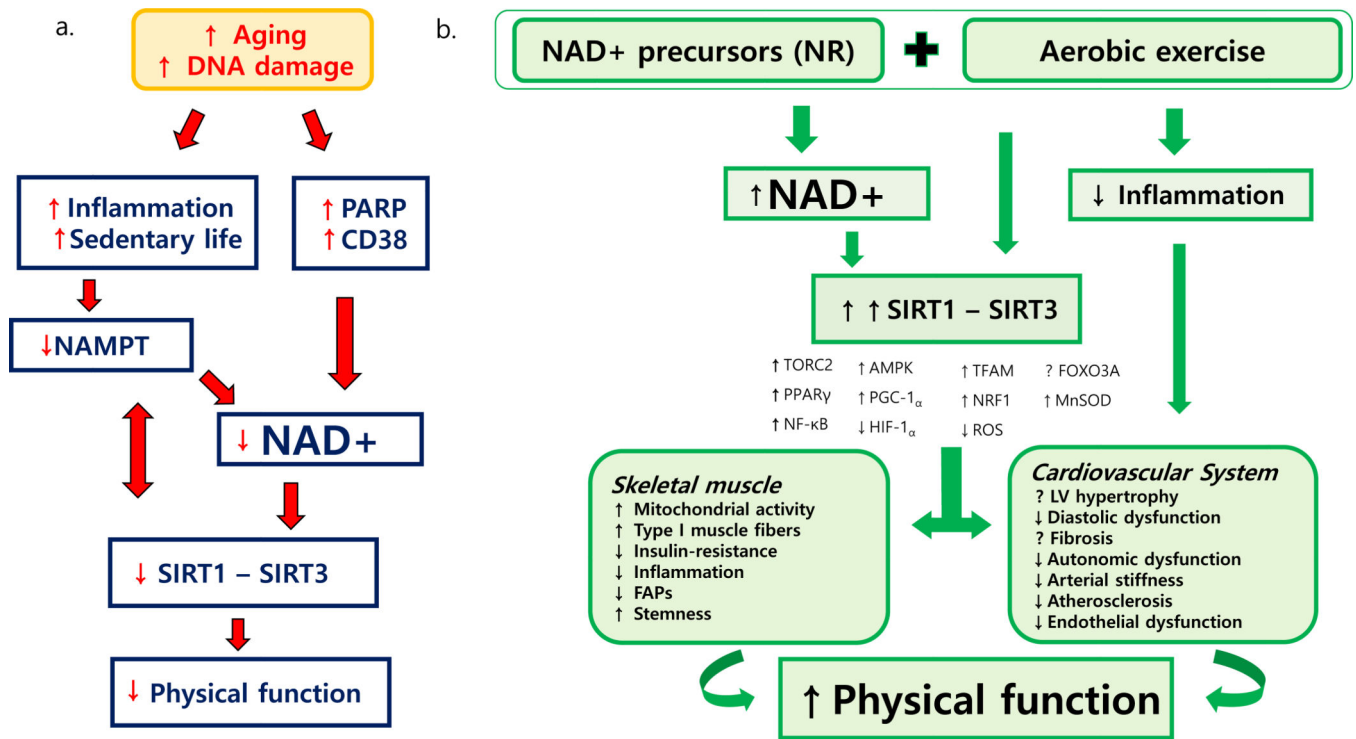 a.
↑ Aging
↑ DNA damage
↑ Inflammation
↑ Sedentary life
↑ PARP
↑ CD38
↓ NAMPT
↓ NAD+
↓ SIRT1 – SIRT3
↓ Physical function
b.
NAD+ precursors (NR) + Aerobic exercise
↑ NAD+
↓ Inflammation
↑ ↑ SIRT1 – SIRT3
↑ TORC2
↑ PPARγ
↑ NF-κB
↑ AMPK
↑ PGC-1α
↓ HIF-1α
↑ TFAM
↑ NRF1
↓ ROS
? FOXO3A
↑ MnSOD
Skeletal muscle
↑ Mitochondrial activity
↑ Type I muscle fibers
↓ Insulin-resistance
↓ Inflammation
↓ FAPs
↑ Stemness
Cardiovascular System
? LV hypertrophy
↓ Diastolic dysfunction
? Fibrosis
↓ Autonomic dysfunction
↓ Arterial stiffness
↓ Atherosclerosis
↓ Endothelial dysfunction
↑ Physical function